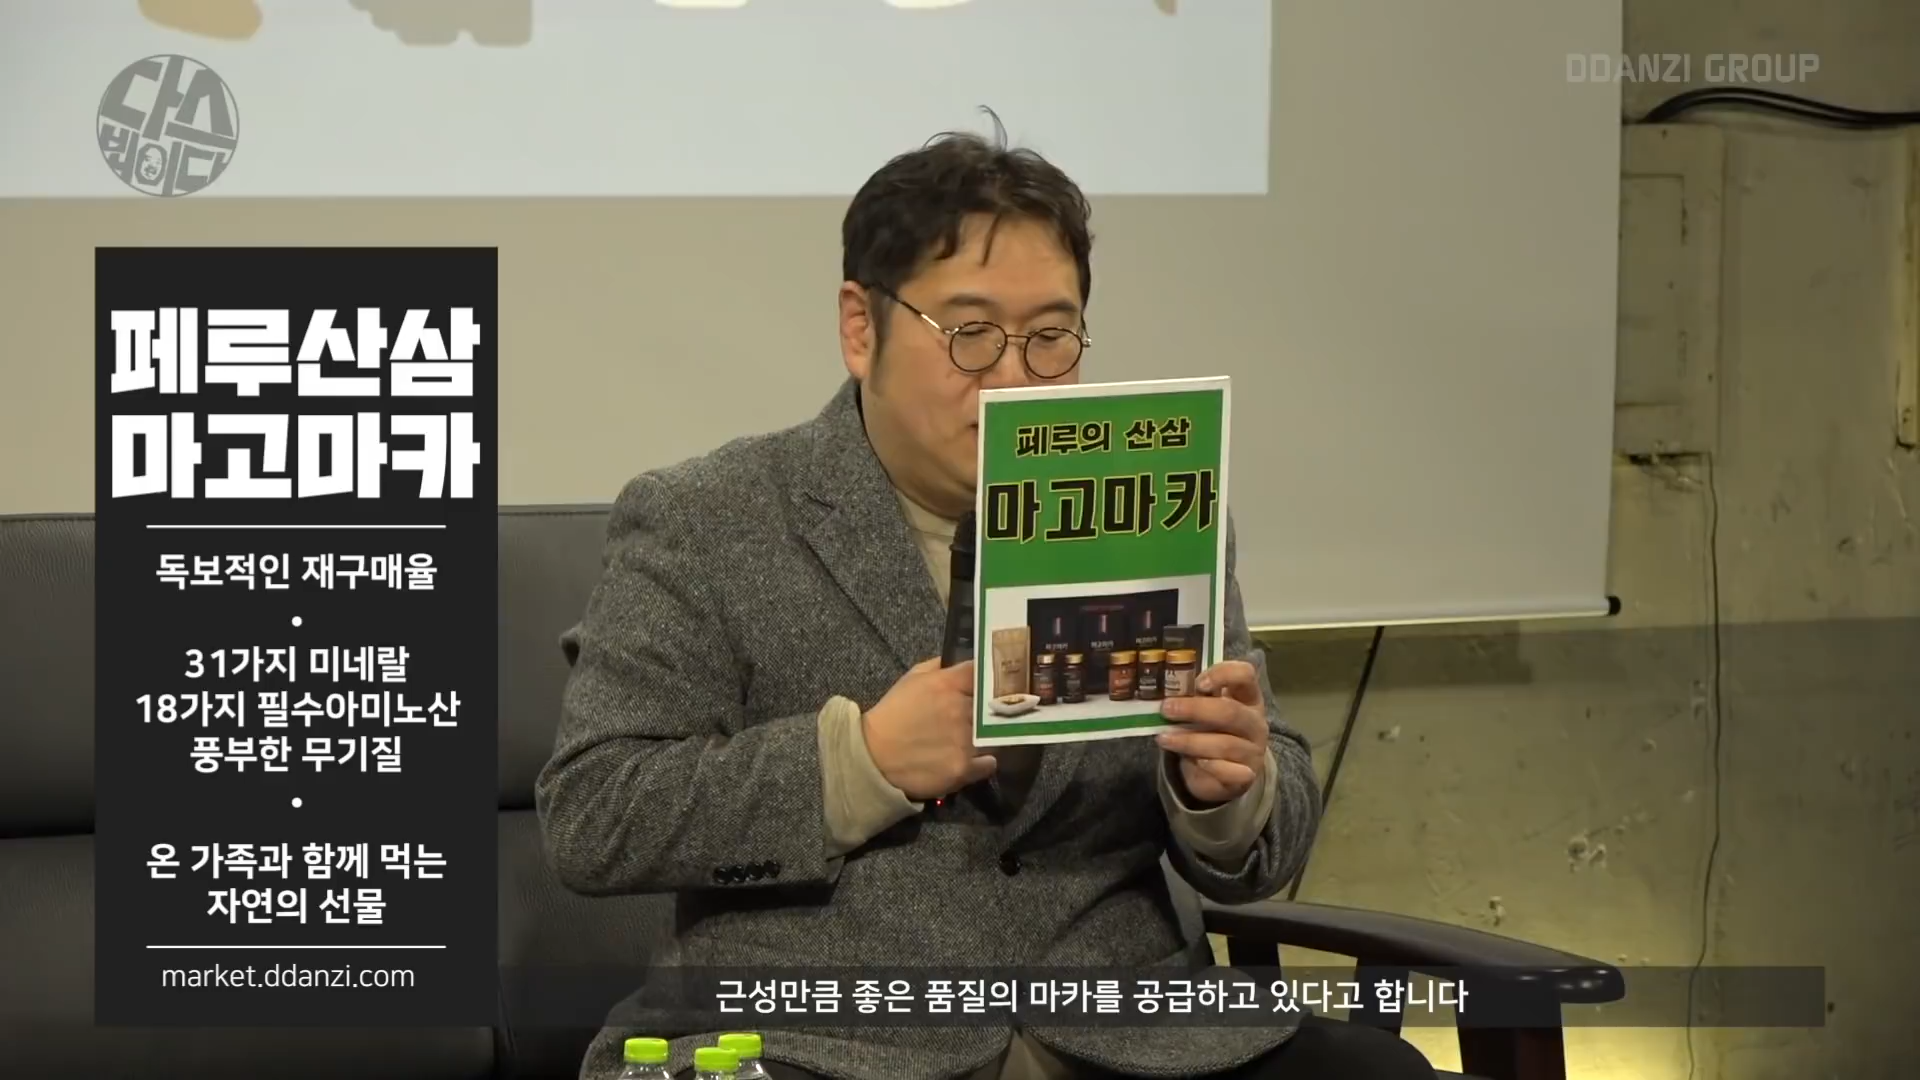 다스
뵈이다
DDANZI GROUP
페루산삼
마고마카
독보적인 재구매율
31가지 미네랄
18가지 필수아미노산
풍부한 무기질
온 가족과 함께 먹는
자연의 선물
market.ddanzi.com
페루의 산삼
마고마카
근성만큼 좋은 품질의 마카를 공급하고 있다고 합니다